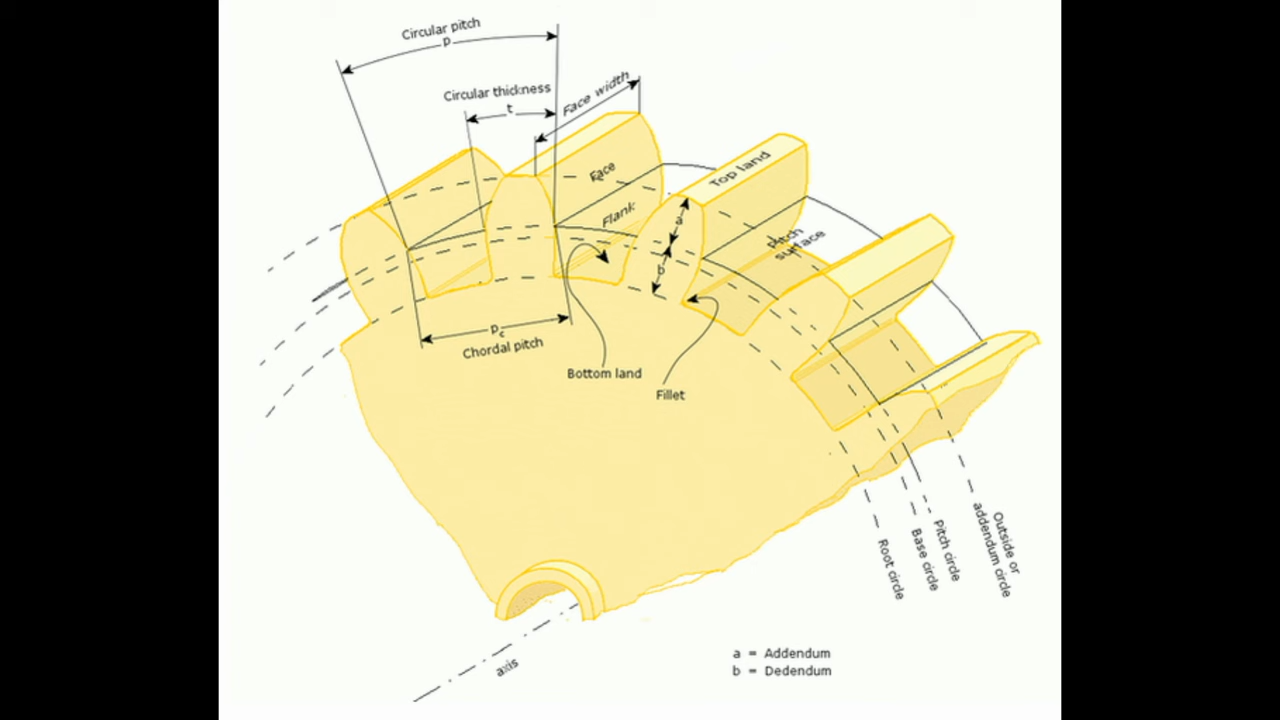 Circular pitch
p
Circular thickness
t
Face width
Face
Flank
Top land
a
b
Pitch
surface
pc
Chordal pitch
Bottom land
Fillet
Root circle
Base circle
Pitch circle
Outside or
addendum circle
axis
a = Addendum
b = Dedendum